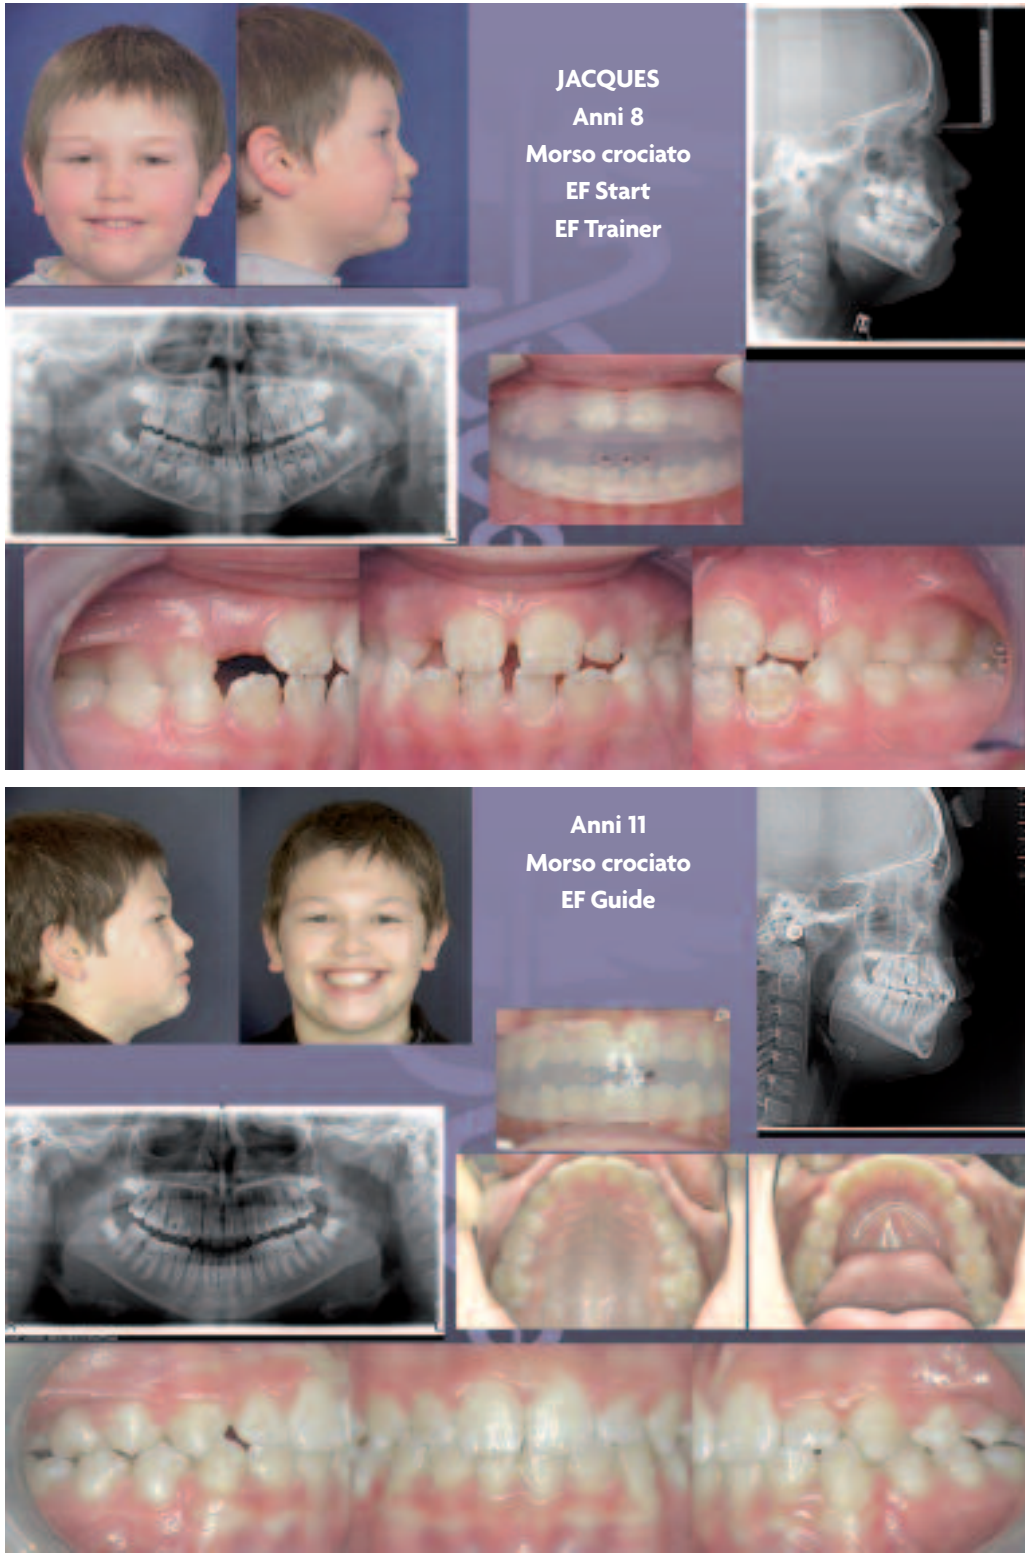 JACQUES
Anni 8
Morso crociato
EF Start
EF Trainer
Anni 11
Morso crociato
EF Guide